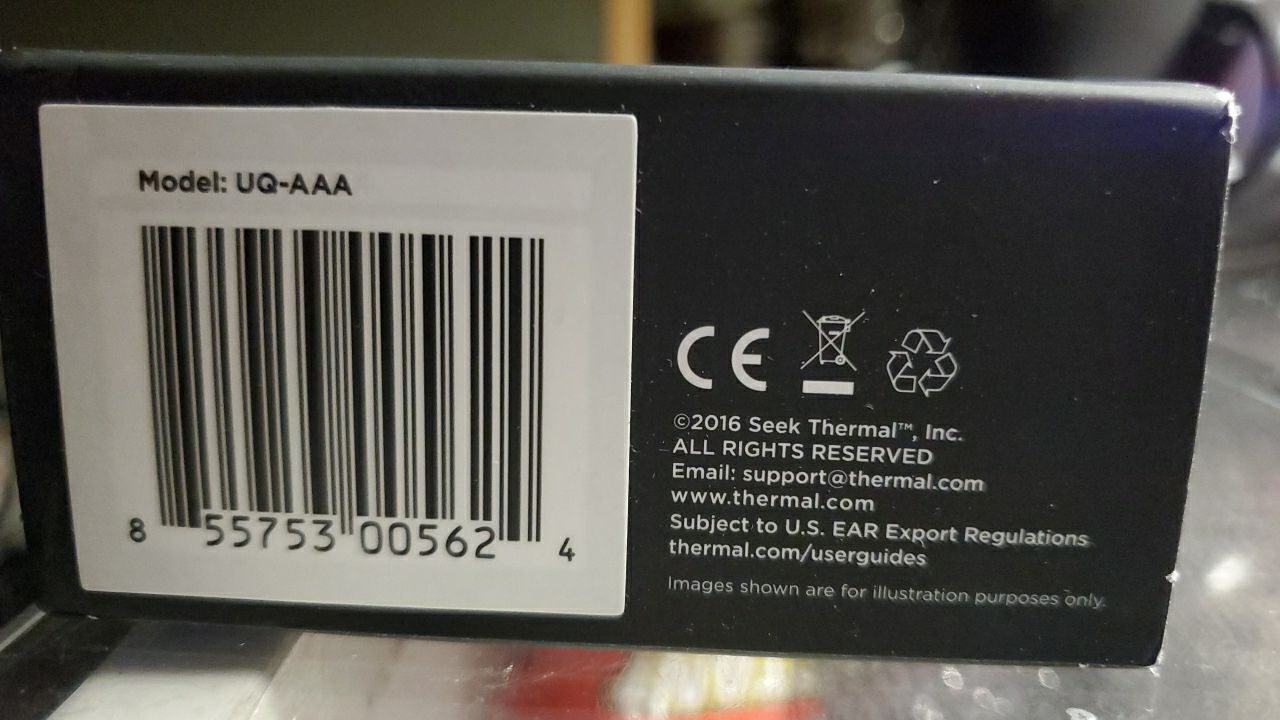 Model: UQ-AAA
8 55753 00562 4
CE
©2016 Seek Thermal™, Inc.
ALL RIGHTS RESERVED
Email: support@thermal.com
www.thermal.com
Subject to U.S. EAR Export Regulations
thermal.com/userguides
Images shown are for illustration purposes only.